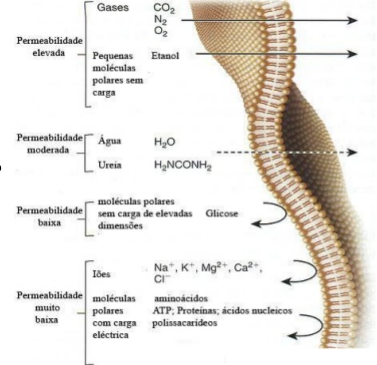 Gases CO₂
N₂
O₂
Permeabilidade
elevada
Pequenas Etanol
moléculas
polares sem
carga
Permeabilidade
moderada
Água H₂O
Ureia H₂NCONH₂
Permeabilidade
baixa
moléculas polares
sem carga de elevadas Glicose
dimensões
Permeabilidade
muito
baixa
Iões Na⁺, K⁺, Mg²⁺, Ca²⁺,
Cl⁻
moléculas aminoácidos
polares ATP; Proteínas; ácidos nucleicos
com carga polissacarídeos
eléctrica